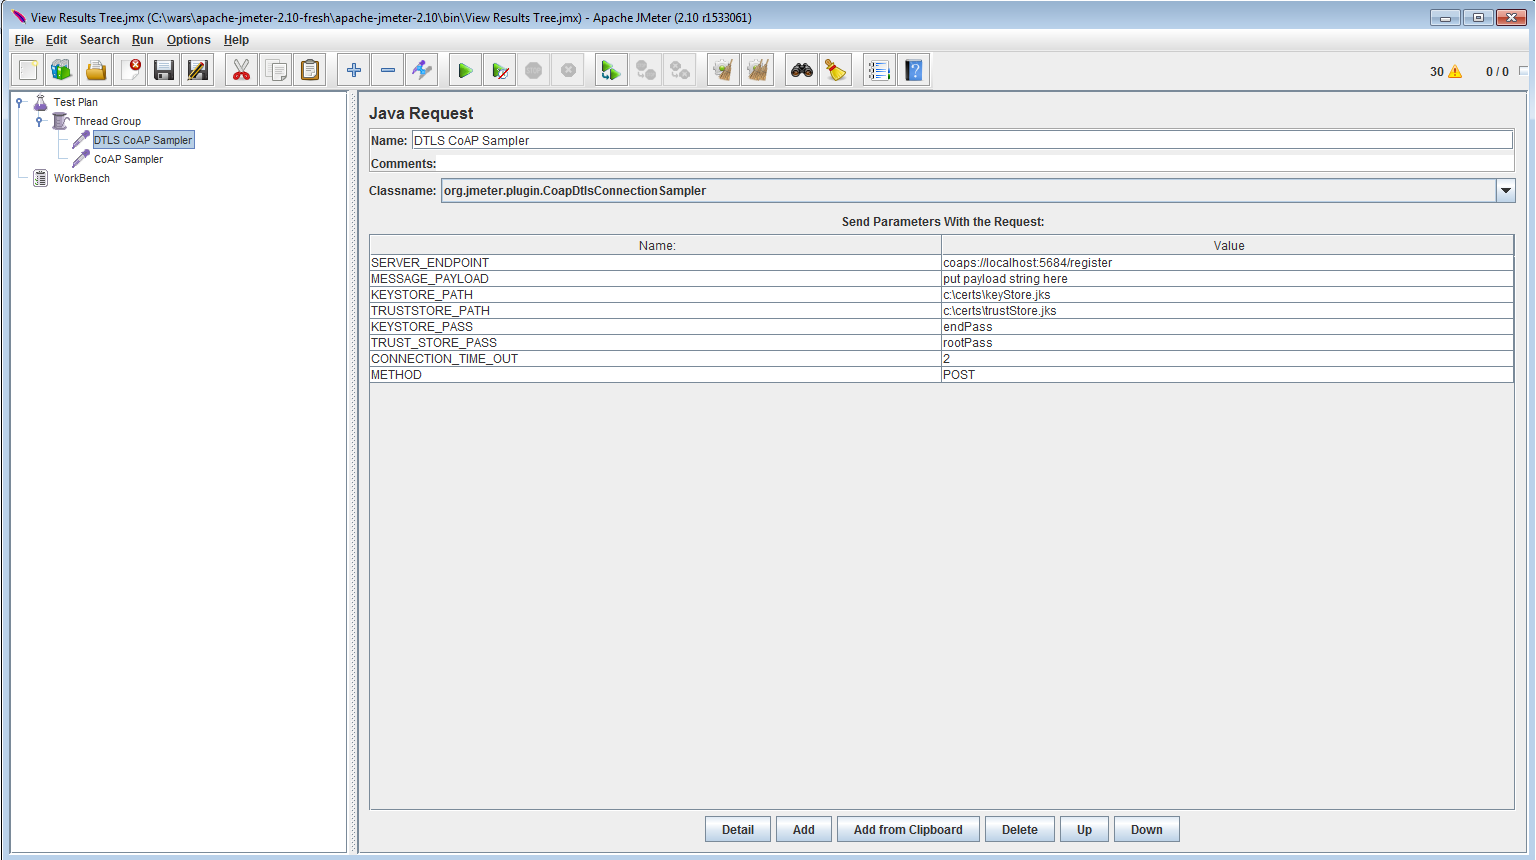 View Results Tree.jmx (C:\wars\apache-jmeter-2.10-fresh\apache-jmeter-2.10\bin\View Results Tree.jmx) - Apache JMeter (2.10 r1533061)
File Edit Search Run Options Help
30 0 / 0
Test Plan
Thread Group
DTLS CoAP Sampler
CoAP Sampler
WorkBench
Java Request
Name: DTLS CoAP Sampler
Comments:
Classname: org.jmeter.plugin.CoapDtlsConnectionSampler
Send Parameters With the Request:
Name: Value
SERVER_ENDPOINT coaps://localhost:5684/register
MESSAGE_PAYLOAD put payload string here
KEYSTORE_PATH c:\certs\keyStore.jks
TRUSTSTORE_PATH c:\certs\trustStore.jks
KEYSTORE_PASS endPass
TRUST_STORE_PASS rootPass
CONNECTION_TIME_OUT 2
METHOD POST
Detail Add Add from Clipboard Delete Up Down